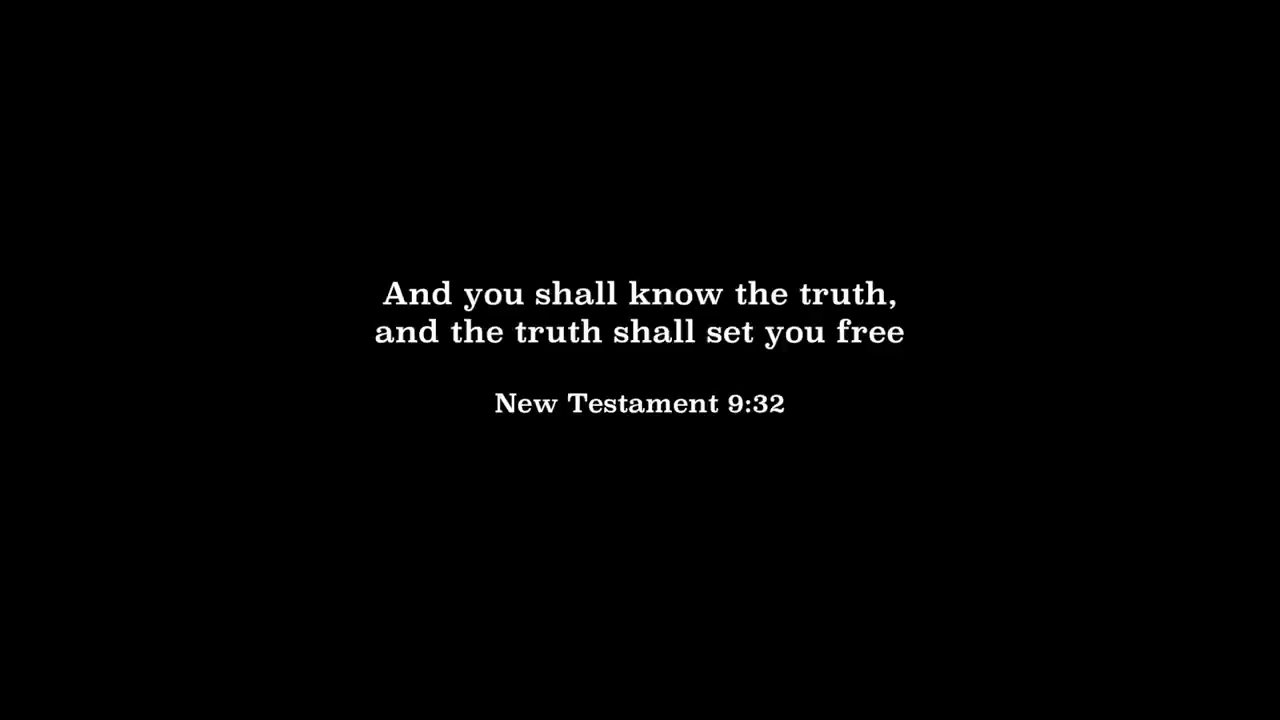 And you shall know the truth,
and the truth shall set you free
New Testament 9:32